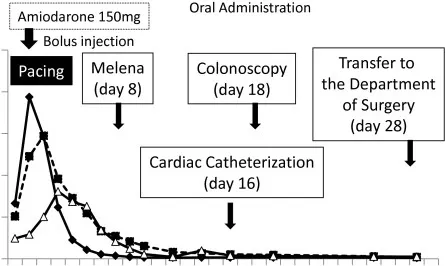 Amiodarone 150mg
Oral Administration
Bolus injection
Pacing
Melena
(day 8)
Colonoscopy
(day 18)
Transfer to
the Department
of Surgery
(day 28)
Cardiac Catheterization
(day 16)